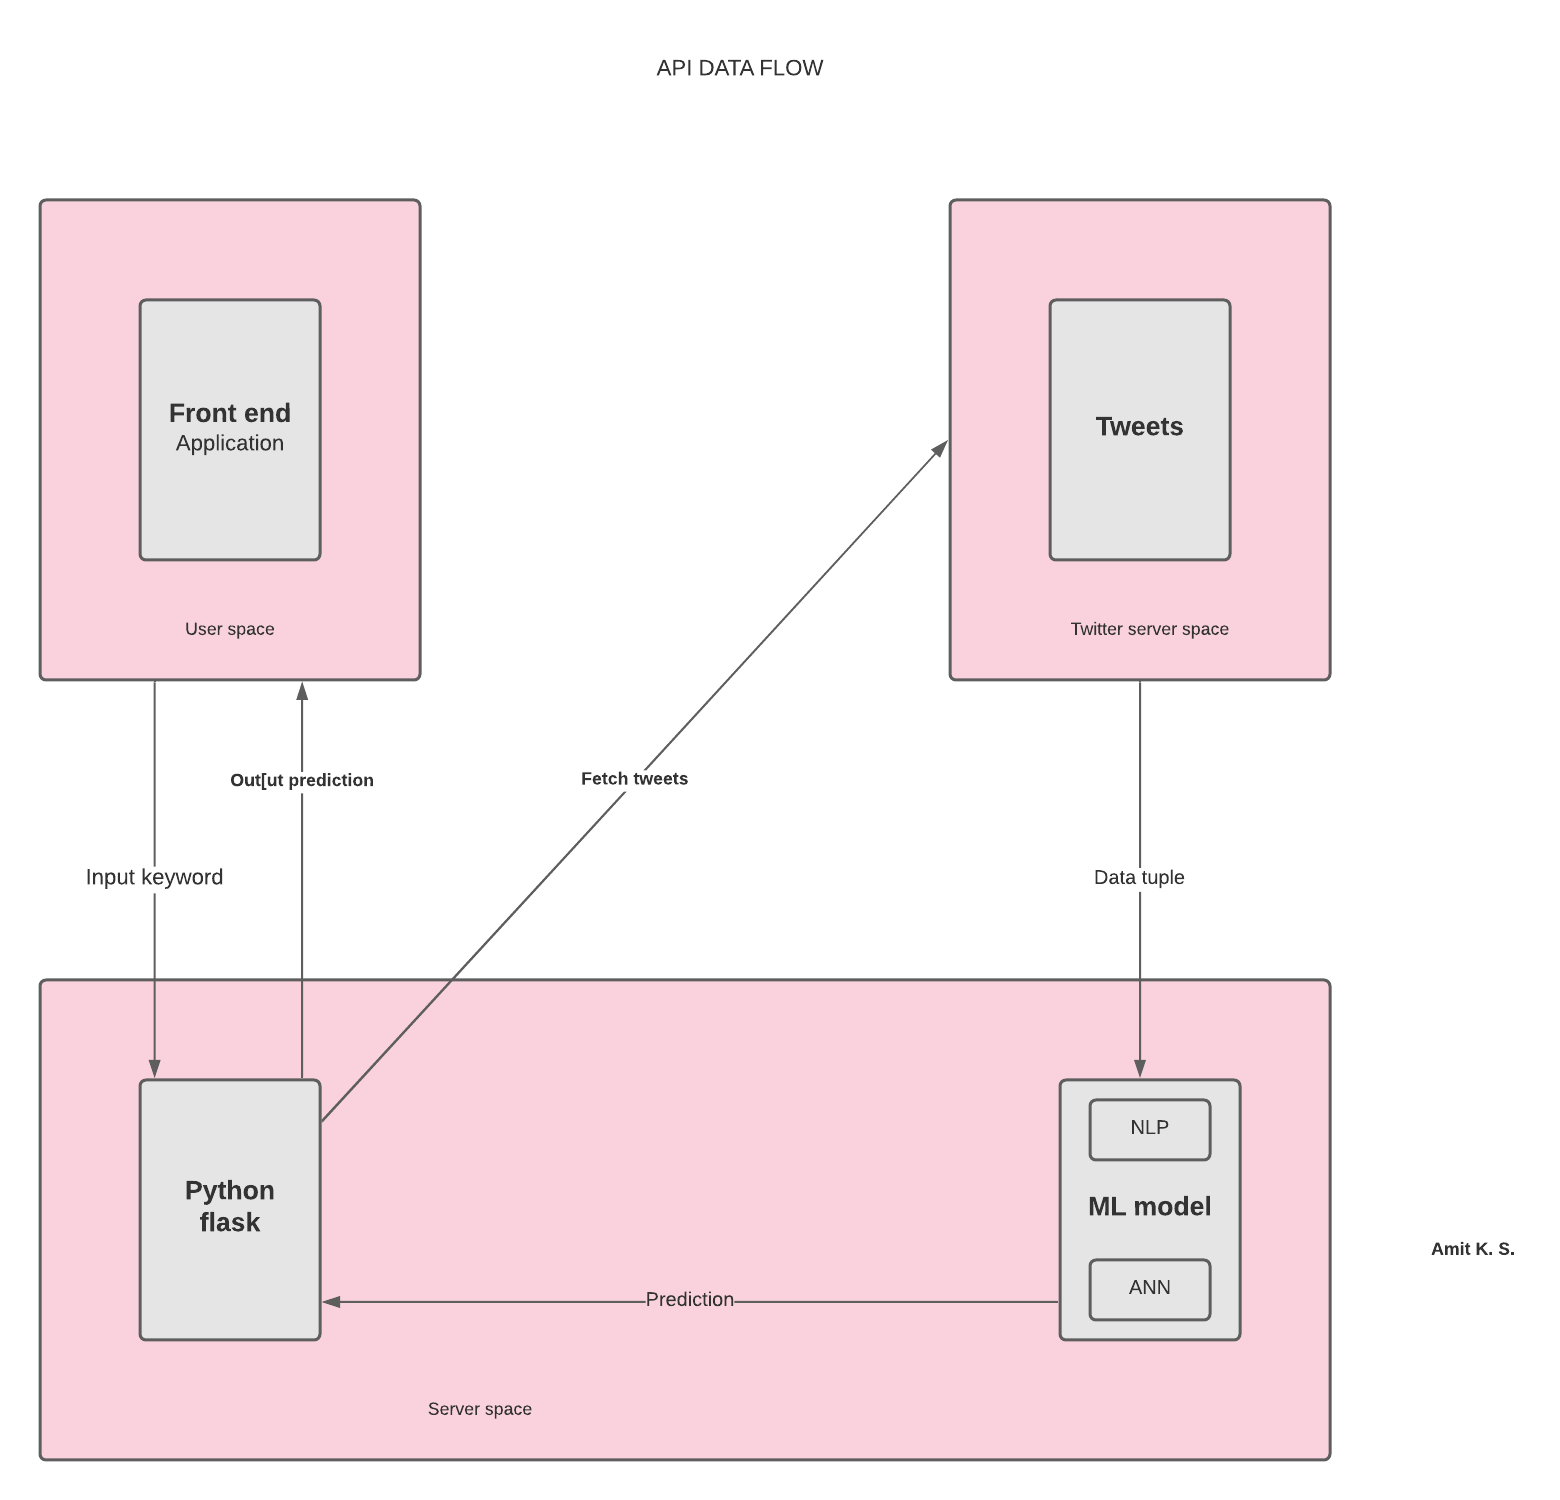 API DATA FLOW
Front end
Application
User space
Tweets
Twitter server space
Out[ut prediction
Fetch tweets
Input keyword
Data tuple
Python
flask
NLP
ML model
ANN
Prediction
Server space
Amit K. S.